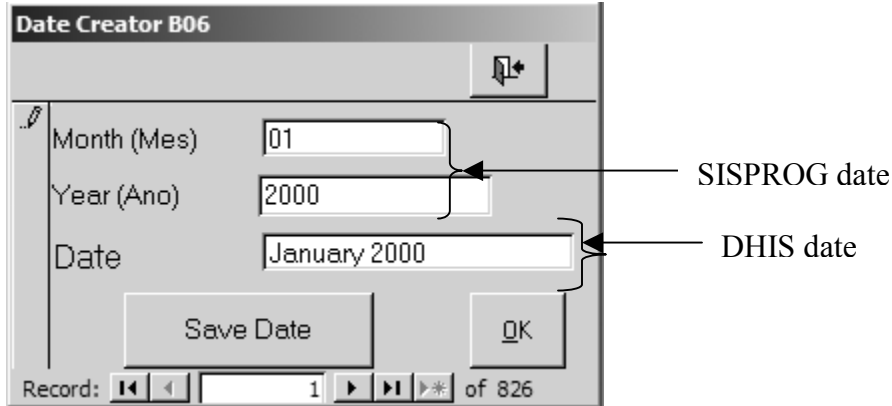 Date Creator B06
Month (Mes) 01
SISPROG date
Year (Ano) 2000
DHIS date
Date January 2000
Save Date OK
Record: 1 of 826